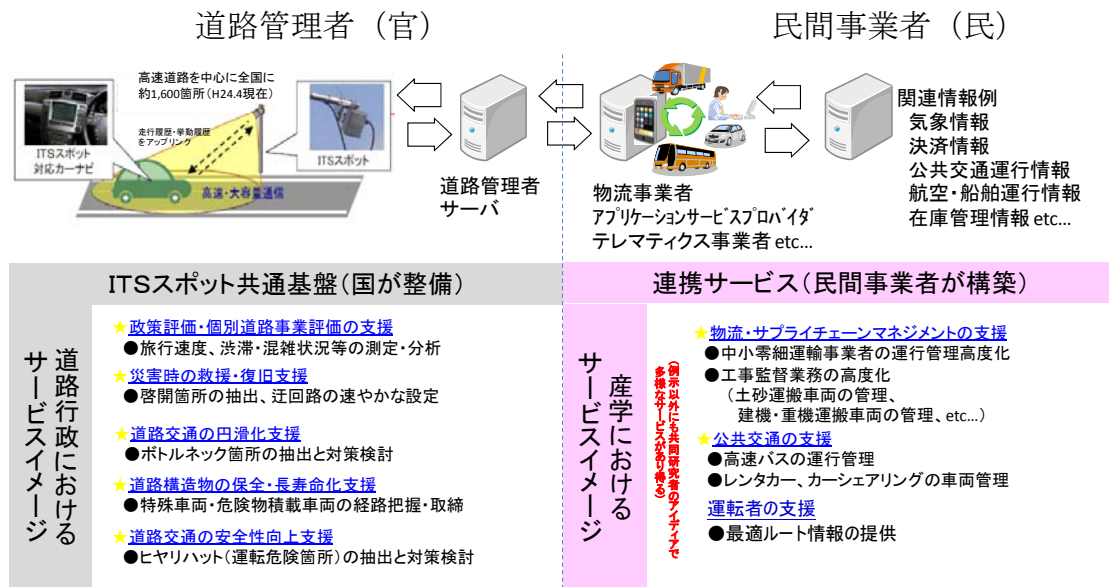 道路管理者（官）
民間事業者（民）
高速道路を中心に全国に
約1,600箇所（H24.4現在）
走行履歴・挙動履歴
をアップリンク
ITSスポット
対応カーナビ
ITSスポット
高速・大容量通信
道路管理者
サーバ
物流事業者
アプリケーションサービスプロバイダ
テレマティクス事業者 etc…
関連情報例
気象情報
決済情報
公共交通運行情報
航空・船舶運行情報
在庫管理情報 etc…
ITSスポット共通基盤（国が整備）
道路行政における
サービスイメージ
★政策評価・個別道路事業評価の支援
●旅行速度、渋滞・混雑状況等の測定・分析
★災害時の救援・復旧支援
●啓開箇所の抽出、迂回路の速やかな設定
★道路交通の円滑化支援
●ボトルネック箇所の抽出と対策検討
★道路構造物の保全・長寿命化支援
●特殊車両・危険物積載車両の経路把握・取締
★道路交通の安全性向上支援
●ヒヤリハット（運転危険箇所）の抽出と対策検討
連携サービス（民間事業者が構築）
産学における
サービスイメージ
（例示以外にも共同研究者のアイディアで
多様なサービスがあり得る）
★物流・サプライチェーンマネジメントの支援
●中小零細運輸事業者の運行管理高度化
●工事監督業務の高度化
（土砂運搬車両の管理、
建機・重機運搬車両の管理、etc…）
★公共交通の支援
●高速バスの運行管理
●レンタカー、カーシェアリングの車両管理
運転者の支援
●最適ルート情報の提供